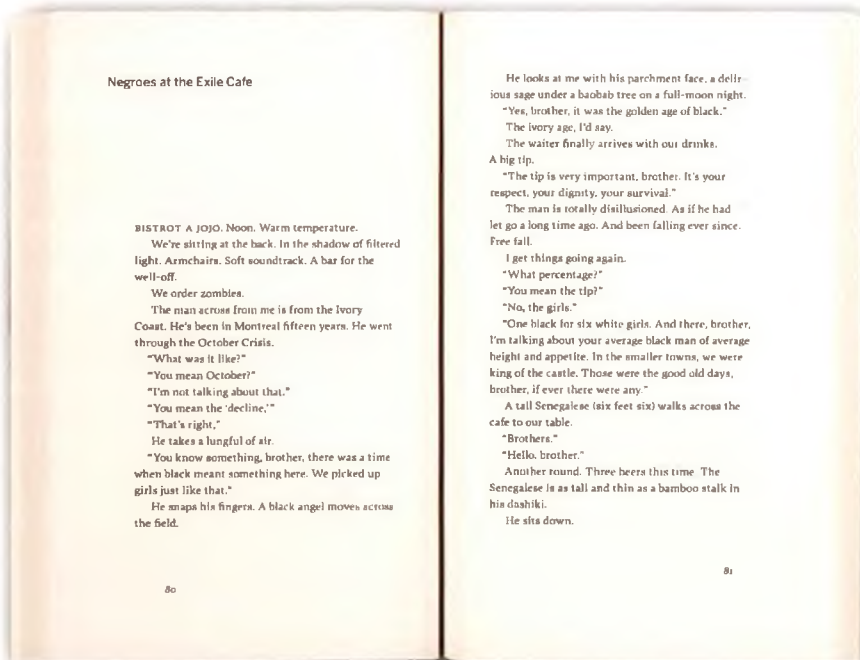 Negroes at the Exile Cafe
BISTROT A JOJO. Noon. Warm temperature.
We're sitting at the back. In the shadow of filtered
light. Armchairs. Soft soundtrack. A bar for the
well-off.
We order zombies.
The man across from me is from the Ivory
Coast. He's been in Montreal fifteen years. He went
through the October Crisis.
"What was it like?"
"You mean October?"
"I'm not talking about that."
"You mean the 'decline,'"
"That's right,"
He takes a lungful of air.
"You know something, brother, there was a time
when black meant something here. We picked up
girls just like that."
He snaps his fingers. A black angel moves across
the field.
80
He looks at me with his parchment face, a delir-
ious sage under a baobab tree on a full-moon night.
"Yes, brother, it was the golden age of black."
The ivory age, I'd say.
The waiter finally arrives with our drinks.
A big tip.
"The tip is very important, brother. It's your
respect, your dignity, your survival."
The man is totally disillusioned. As if he had
let go a long time ago. And been falling ever since.
Free fall.
I get things going again.
"What percentage?"
"You mean the tip?"
"No, the girls."
"One black for six white girls. And there, brother,
I'm talking about your average black man of average
height and appetite. In the smaller towns, we were
king of the castle. Those were the good old days,
brother, if ever there were any."
A tall Senegalese (six feet six) walks across the
cafe to our table.
"Brothers."
"Hello, brother."
Another round. Three beers this time. The
Senegalese is as tall and thin as a bamboo stalk in
his dashiki.
He sits down.
81